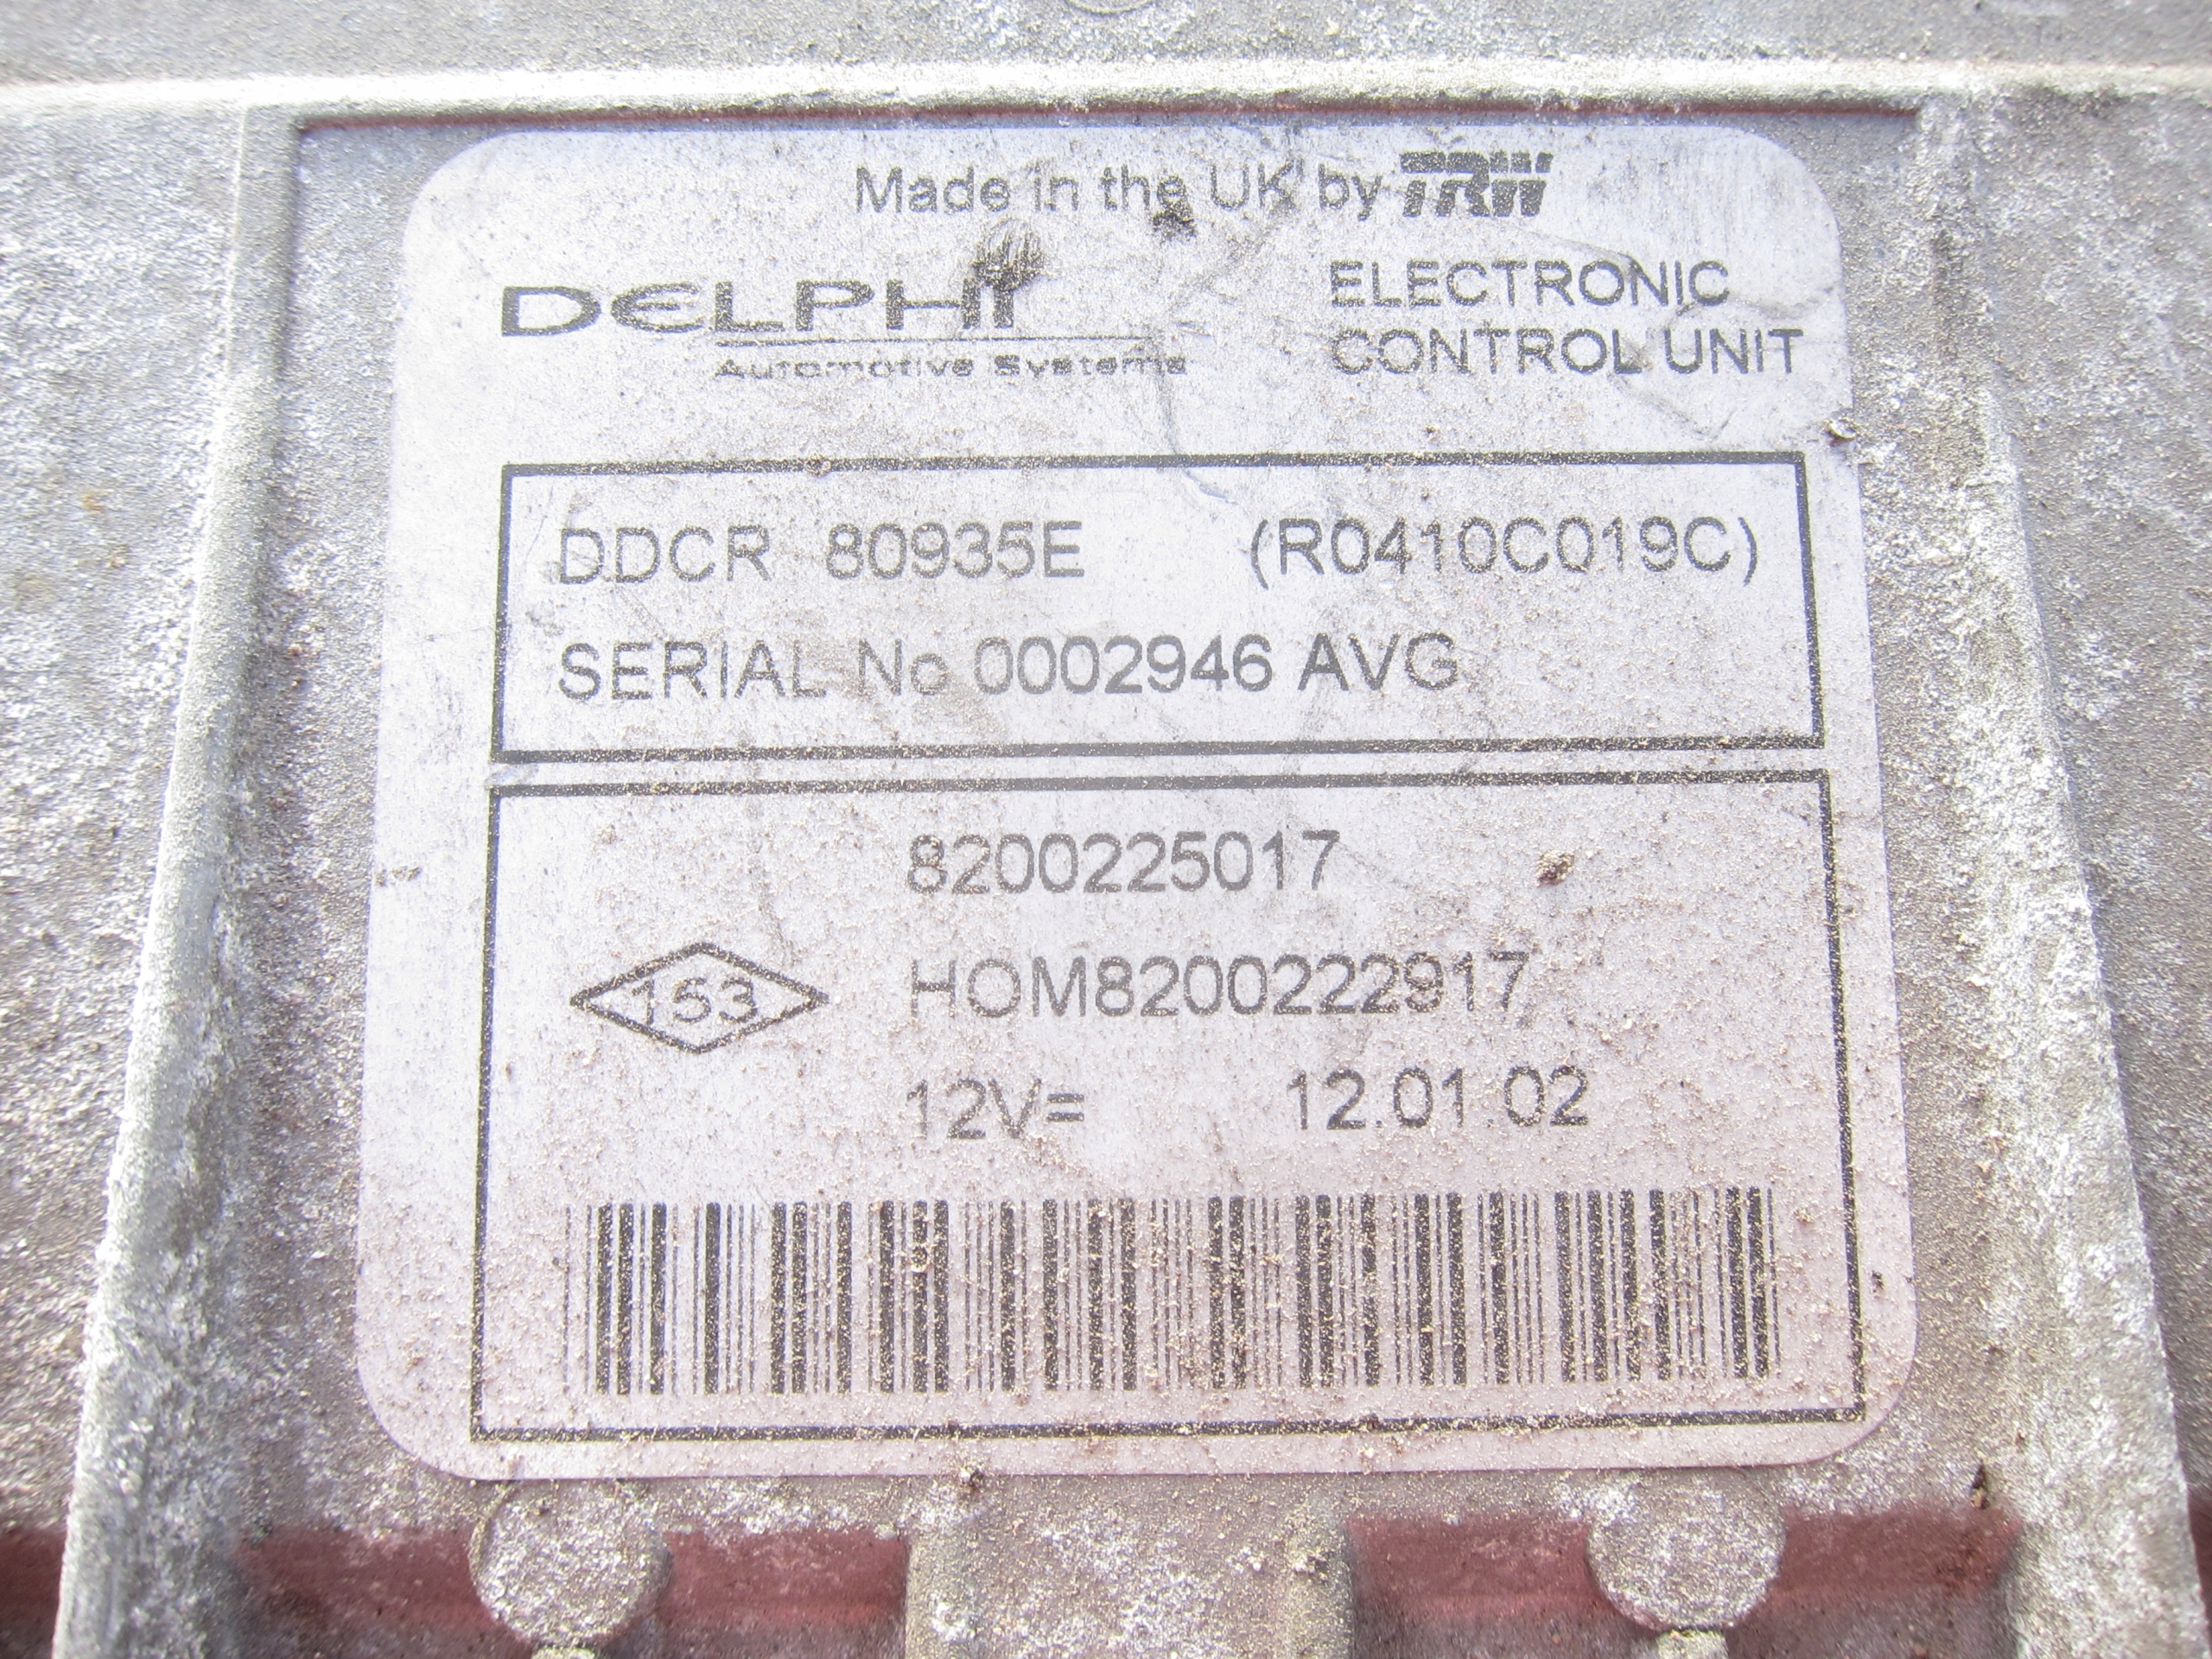 Made in the UK by TRW
DELPHI
Automotive Systems
ELECTRONIC
CONTROL UNIT
DDCR 80935E (R0410C019C)
SERIAL No 0002946 AVG
8200225017
153 HOM8200222917
12V= 12.01.02